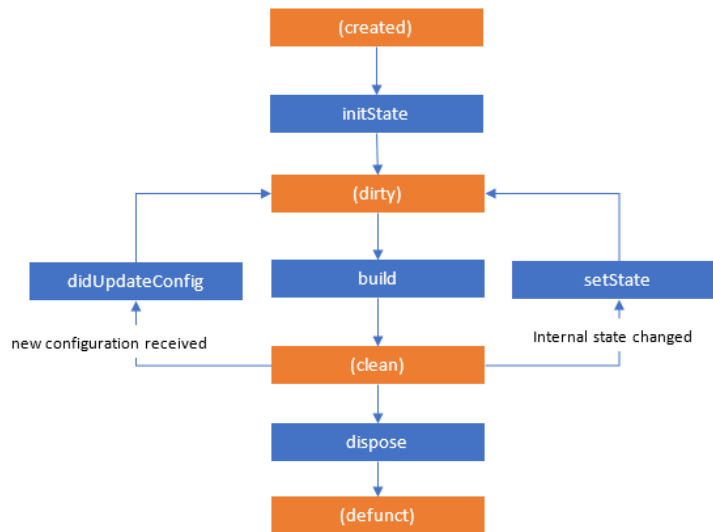 (created)
initState
(dirty)
didUpdateConfig
build
setState
new configuration received
Internal state changed
(clean)
dispose
(defunct)